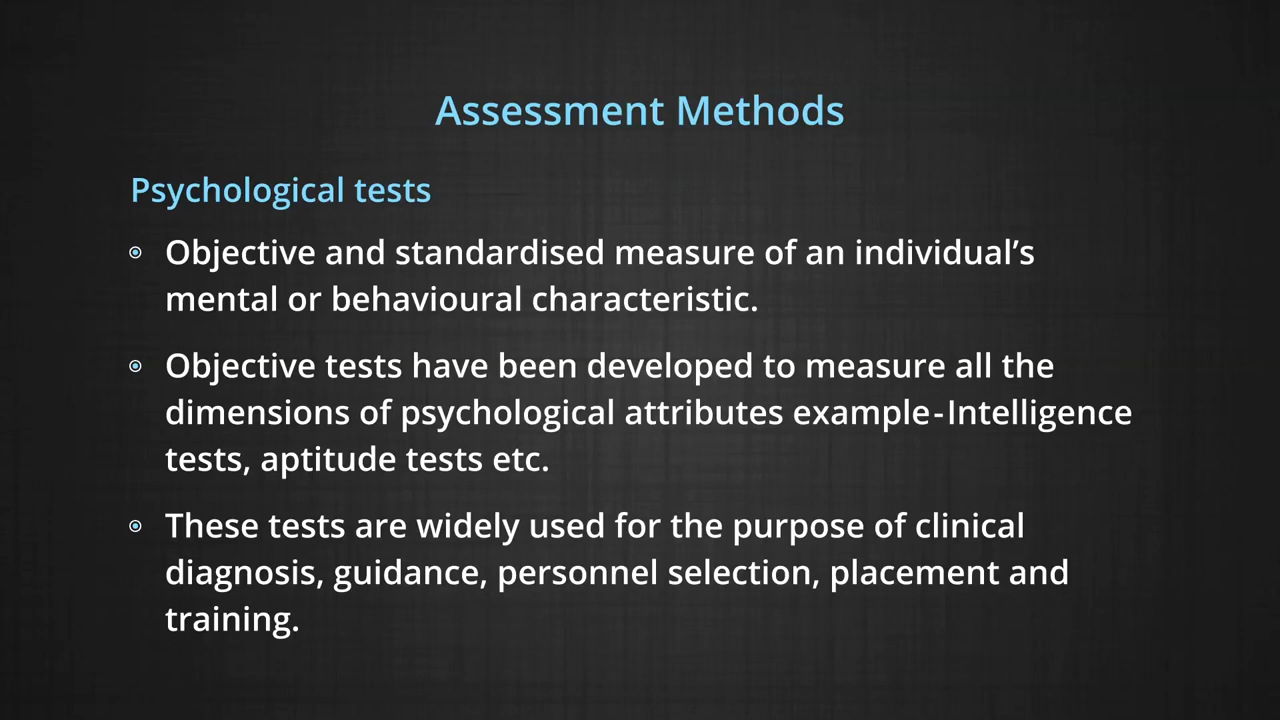 Assessment Methods
Psychological tests
Objective and standardised measure of an individual’s
mental or behavioural characteristic.
Objective tests have been developed to measure all the
dimensions of psychological attributes example-Intelligence
tests, aptitude tests etc.
These tests are widely used for the purpose of clinical
diagnosis, guidance, personnel selection, placement and
training.